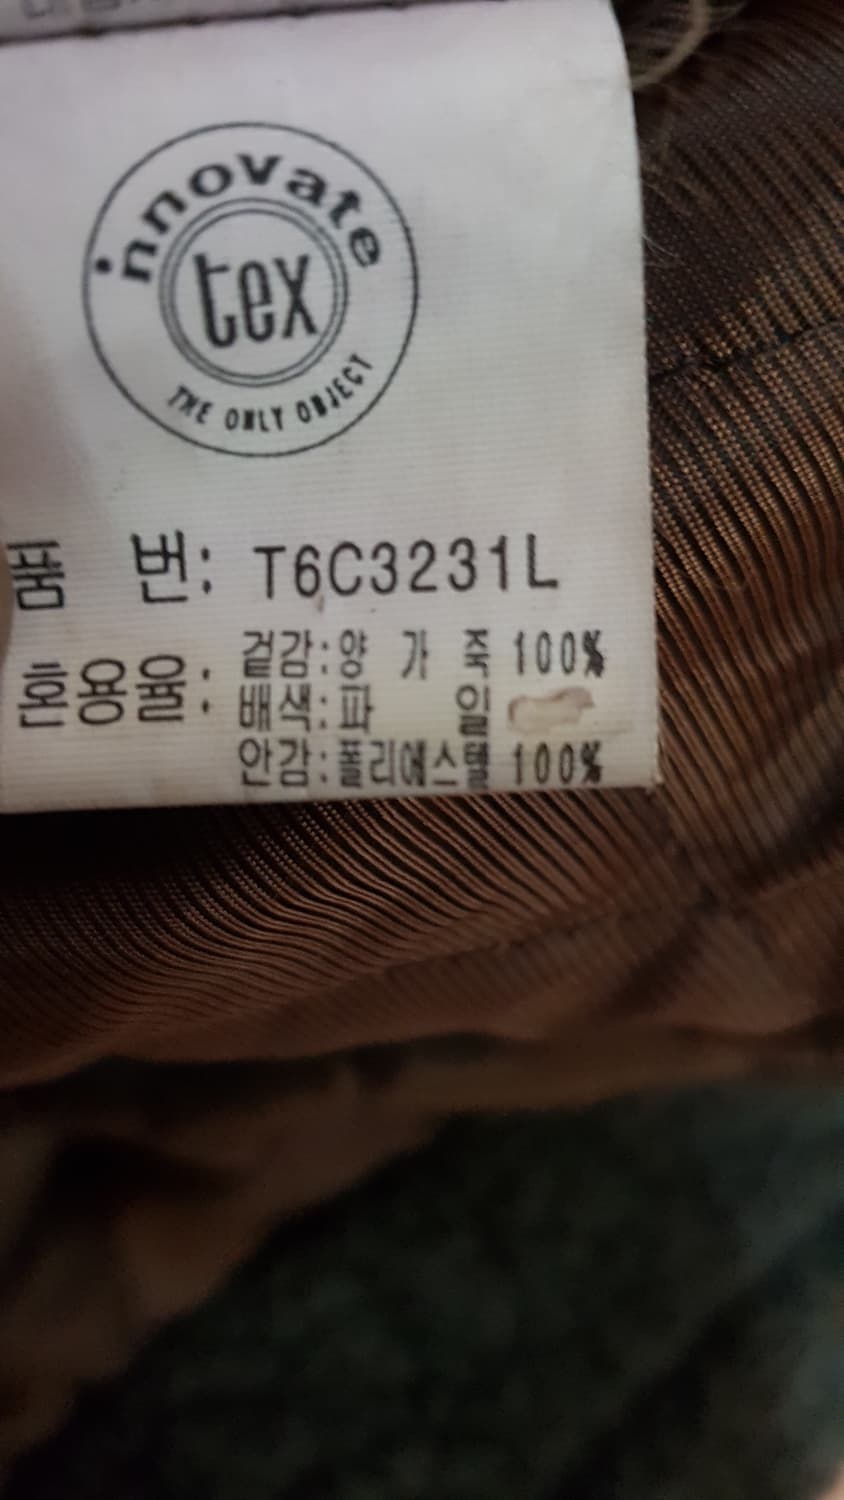 innovate
tex
THE ONLY OBJECT
품 번: T6C3231L
혼용율: 겉감:양 가 죽 100%
배색:파 일
안감:폴리에스텔 100%